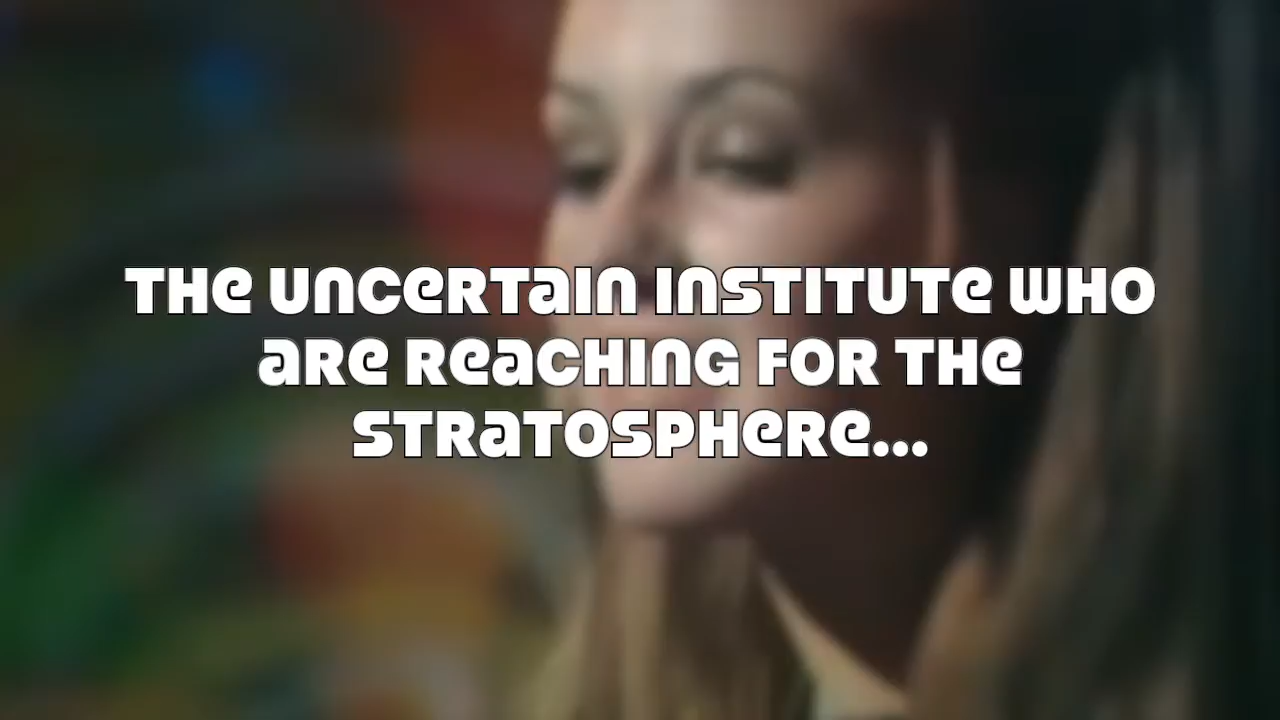 THE UNCERTAIN INSTITUTE WHO
ARE REACHING FOR THE
STRATOSPHERE...